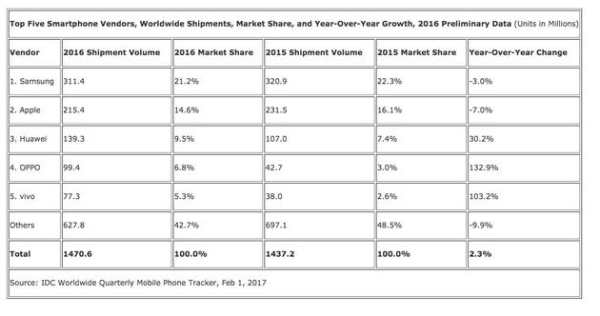 Top Five Smartphone Vendors, Worldwide Shipments, Market Share, and Year-Over-Year Growth, 2016 Preliminary Data (Units in Millions)
Vendor 2016 Shipment Volume 2016 Market Share 2015 Shipment Volume 2015 Market Share Year-Over-Year Change
1. Samsung 311.4 21.2% 320.9 22.3% -3.0%
2. Apple 215.4 14.6% 231.5 16.1% -7.0%
3. Huawei 139.3 9.5% 107.0 7.4% 30.2%
4. OPPO 99.4 6.8% 42.7 3.0% 132.9%
5. vivo 77.3 5.3% 38.0 2.6% 103.2%
Others 627.8 42.7% 697.1 48.5% -9.9%
Total 1470.6 100.0% 1437.2 100.0% 2.3%
Source: IDC Worldwide Quarterly Mobile Phone Tracker, Feb 1, 2017